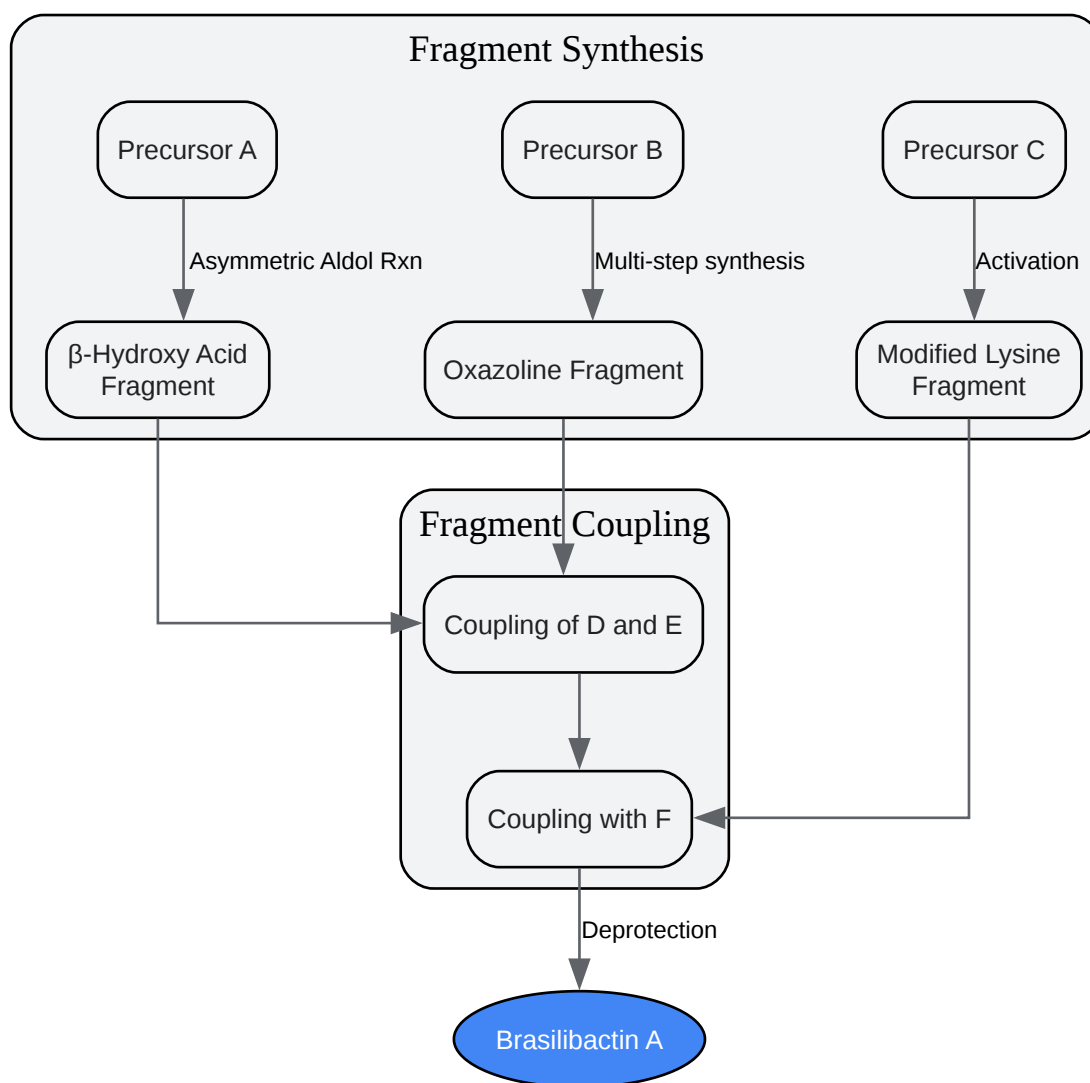 Fragment Synthesis
Precursor A
Precursor B
Precursor C
Asymmetric Aldol Rxn
Multi-step synthesis
Activation
β-Hydroxy Acid
Fragment
Oxazoline Fragment
Modified Lysine
Fragment
Fragment Coupling
Coupling of D and E
Coupling with F
Deprotection
Brasilibactin A